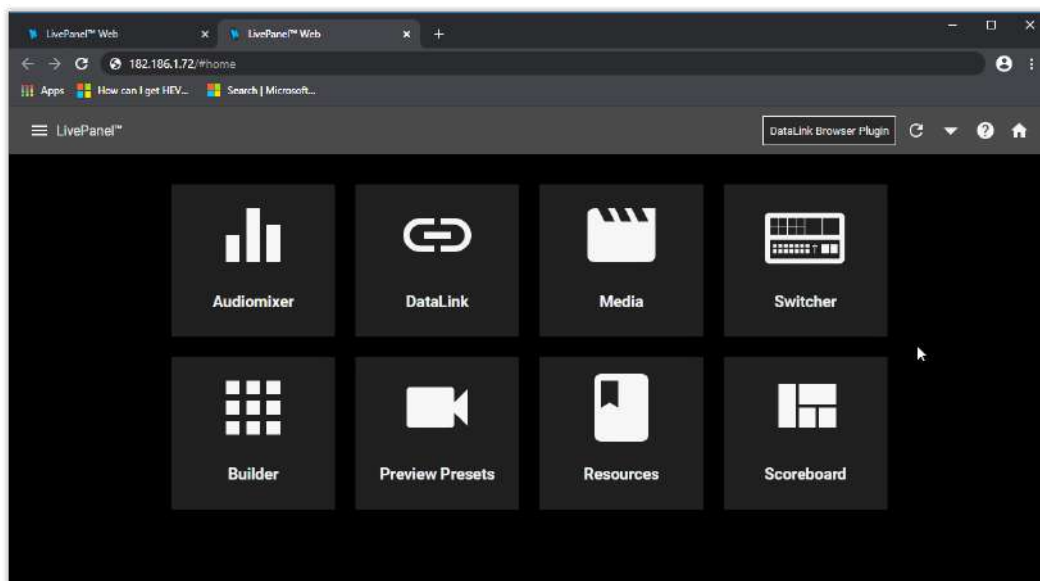 LivePanel™ Web LivePanel™ Web
182.186.1.72/#home
Apps How can I get HEV... Search | Microsoft...
LivePanel™ DataLink Browser Plugin
Audiomixer DataLink Media Switcher
Builder Preview Presets Resources Scoreboard